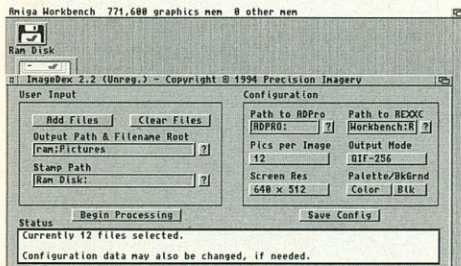 Amiga Workbench 771,608 graphics mem 0 other mem
Ram Disk
ImageDex 2.2 (Unreg.) - Copyright © 1994 Precision Imagery
User Input
Configuration
Add Files
Clear Files
Path to ADPro
Path to REXXC
ADPRO:
?
Workbench:R
?
Output Path & Filename Root
ram:Pictures
?
Pics per Image
Output Mode
12
GIF-256
Stamp Path
Ram Disk:
?
Screen Res
Palette/BkGrnd
640 x 512
Color
Blk
Begin Processing
Save Config
Status
Currently 12 files selected.
Configuration data may also be changed, if needed.